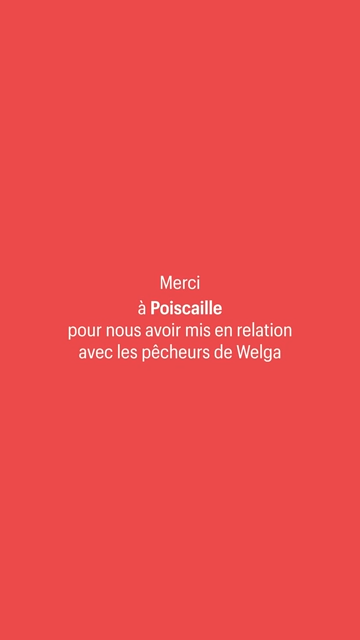 Merci
à Poiscaille
pour nous avoir mis en relation
avec les pêcheurs de Welga